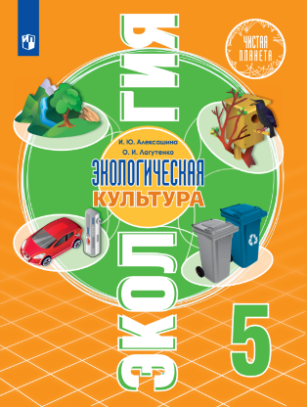 ЧИСТАЯ
ПЛАНЕТА
ЭКОЛОГИЯ
И. Ю. Алексашина
О. И. Лагутенко
ЭКОЛОГИЧЕСКАЯ
КУЛЬТУРА
5